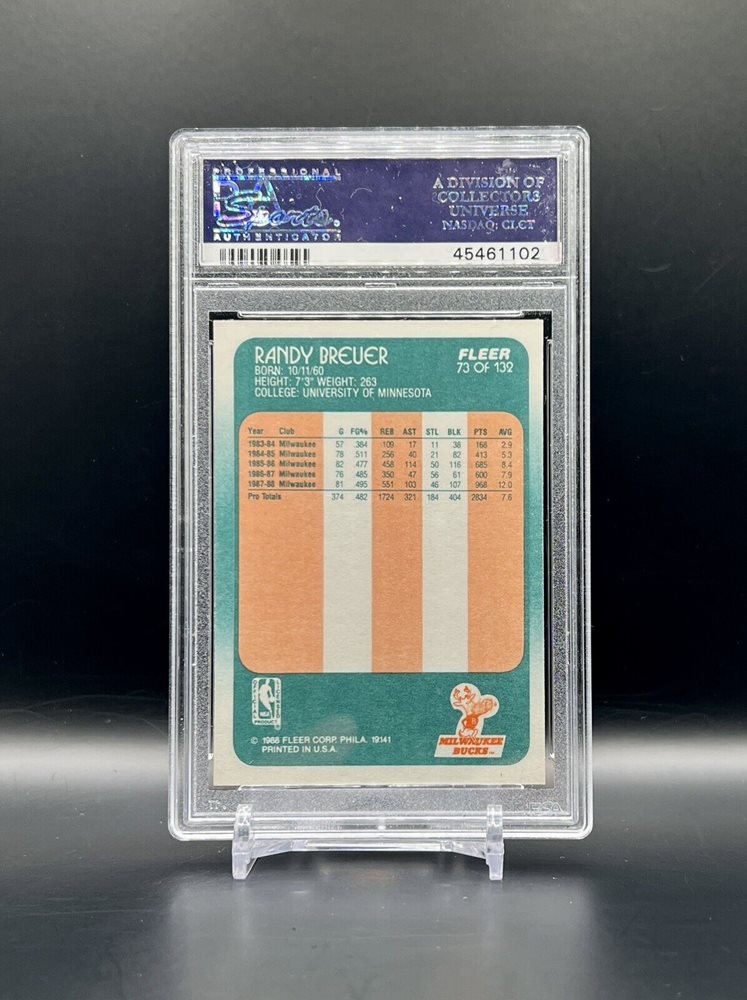 PROFESSIONAL
PSA
Sports
AUTHENTICATOR
A DIVISION OF
COLLECTORS
UNIVERSE
NASDAQ: CLCT
45461102
RANDY BREUER
BORN: 10/11/60
HEIGHT: 7'3" WEIGHT: 263
COLLEGE: UNIVERSITY OF MINNESOTA
FLEER
73 OF 132
Year Club G FG% REB AST STL BLK PTS AVG
1983-84 Milwaukee 57 .384 109 17 11 38 168 2.9
1984-85 Milwaukee 78 .511 256 40 21 82 413 5.3
1985-86 Milwaukee 82 .477 458 114 50 116 685 8.4
1986-87 Milwaukee 76 .485 350 47 56 61 600 7.9
1987-88 Milwaukee 81 .495 551 103 46 107 968 12.0
Pro Totals 374 .482 1724 321 184 404 2834 7.6
NBA
PRODUCT
© 1988 FLEER CORP. PHILA. 19141
PRINTED IN U.S.A.
B
MILWAUKEE
BUCKS™
PSA